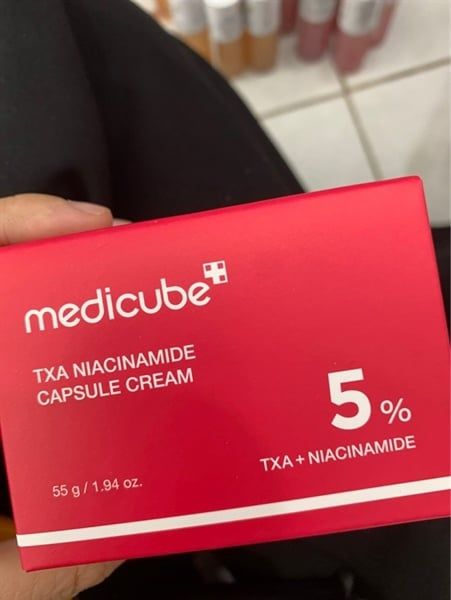 medicube
TXA NIACINAMIDE
CAPSULE CREAM
5%
TXA + NIACINAMIDE
55 g / 1.94 oz.